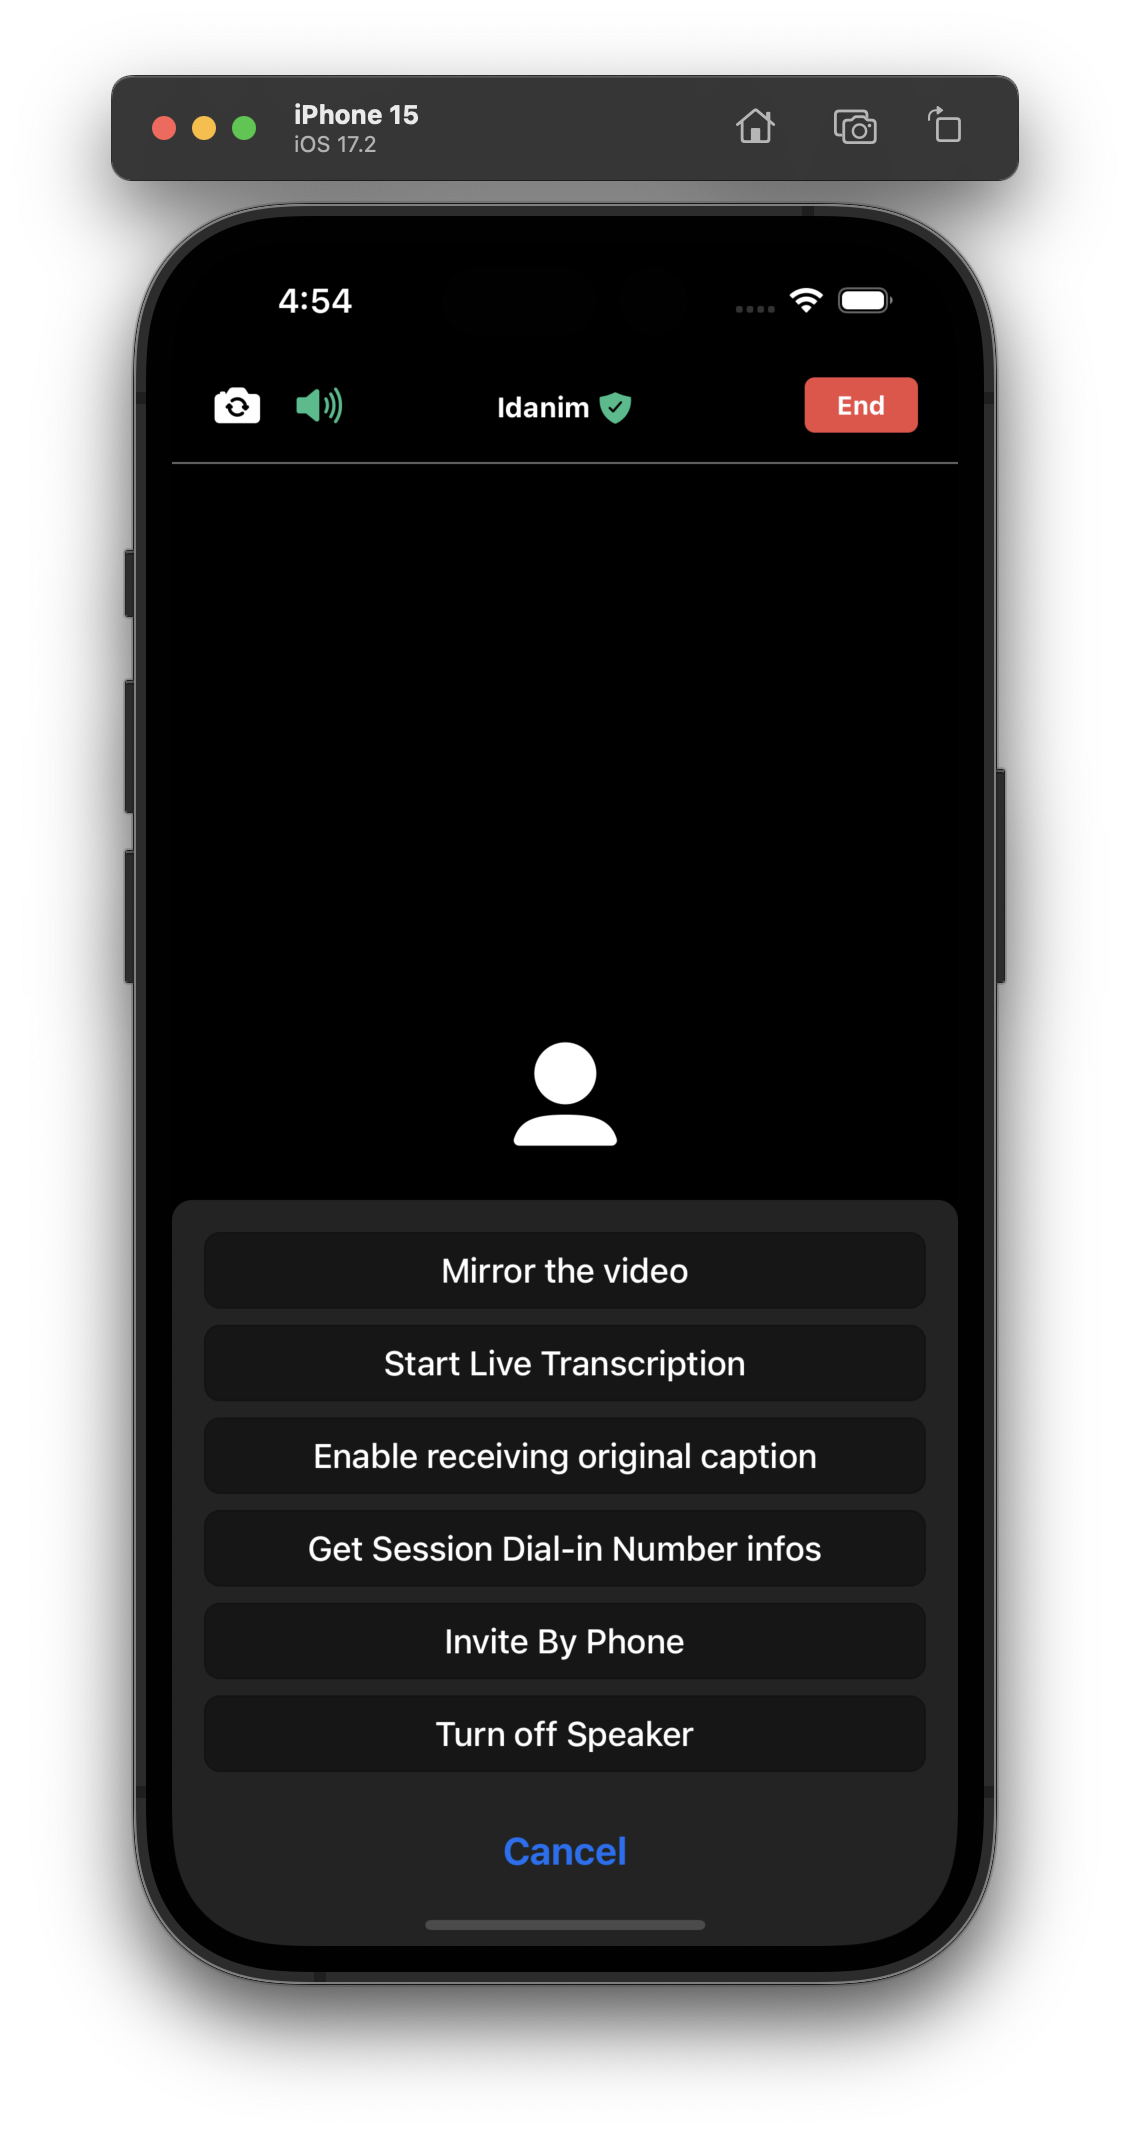 iPhone 15
iOS 17.2
4:54
Idanim
End
Mirror the video
Start Live Transcription
Enable receiving original caption
Get Session Dial-in Number infos
Invite By Phone
Turn off Speaker
Cancel